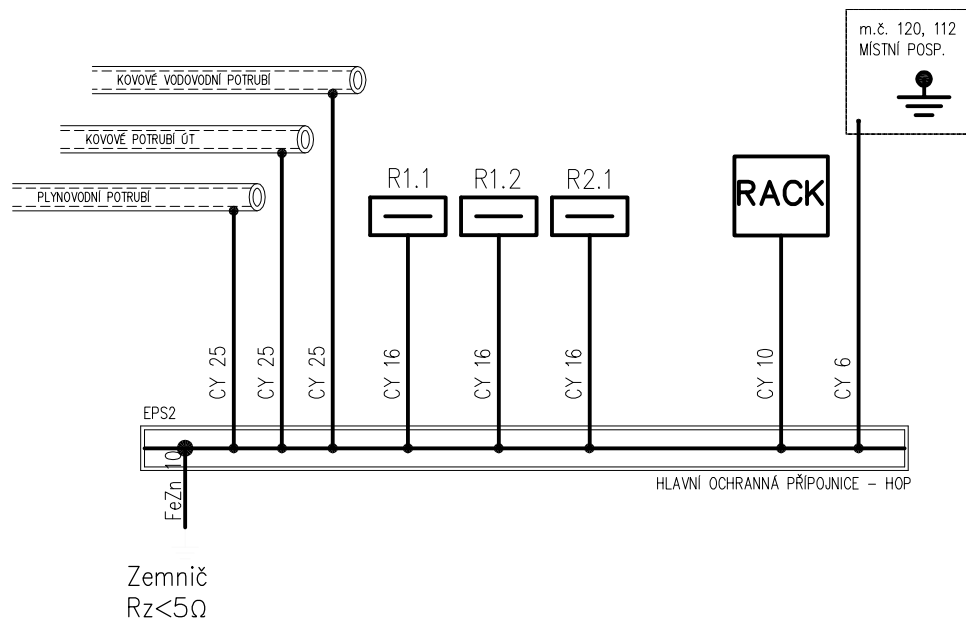 m.č. 120, 112
MÍSTNÍ POSP.
KOVOVÉ VODOVODNÍ POTRUBÍ
KOVOVÉ POTRUBÍ ÚT
PLYNOVODNÍ POTRUBÍ
R1.1
R1.2
R2.1
RACK
CY 25
CY 25
CY 25
CY 16
CY 16
CY 16
CY 10
CY 6
EPS2
FeZn 10
HLAVNÍ OCHRANNÁ PŘÍPOJNICE – HOP
Zemnič
Rz<5Ω